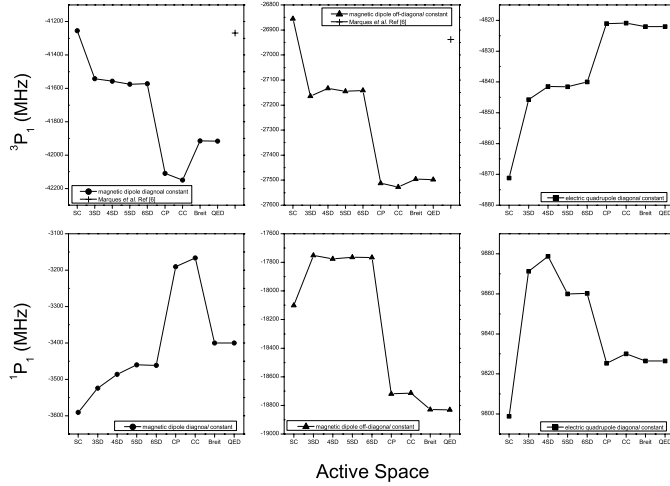 ³P₁ (MHz)
-41200
-41400
-41600
-41800
-42000
-42200
SC 3SD 4SD 5SD 6SD CP CC Breit QED
magnetic dipole diagnoal constant
Marques et al. Ref [6]
-26800
-26900
-27000
-27100
-27200
-27300
-27400
-27500
-27600
SC 3SD 4SD 5SD 6SD CP CC Breit QED
magnetic dipole off-diagonal constant
Marques et al. Ref [6]
-4820
-4840
-4860
-4880
SC 3SD 4SD 5SD 6SD CP CC Breit QED
electric quadrupole diagonal constant
¹P₁ (MHz)
-3100
-3200
-3300
-3400
-3500
-3600
SC 3SD 4SD 5SD 6SD CP CC Breit QED
magnetic dipole diagnoal constant
-17600
-17800
-18000
-18200
-18400
-18600
-18800
-19000
SC 3SD 4SD 5SD 6SD CP CC Breit QED
magnetic dipole off-diagonal constant
9680
9660
9640
9620
9600
SC 3SD 4SD 5SD 6SD CP CC Breit QED
electric quadrupole diagonal constant
Active Space